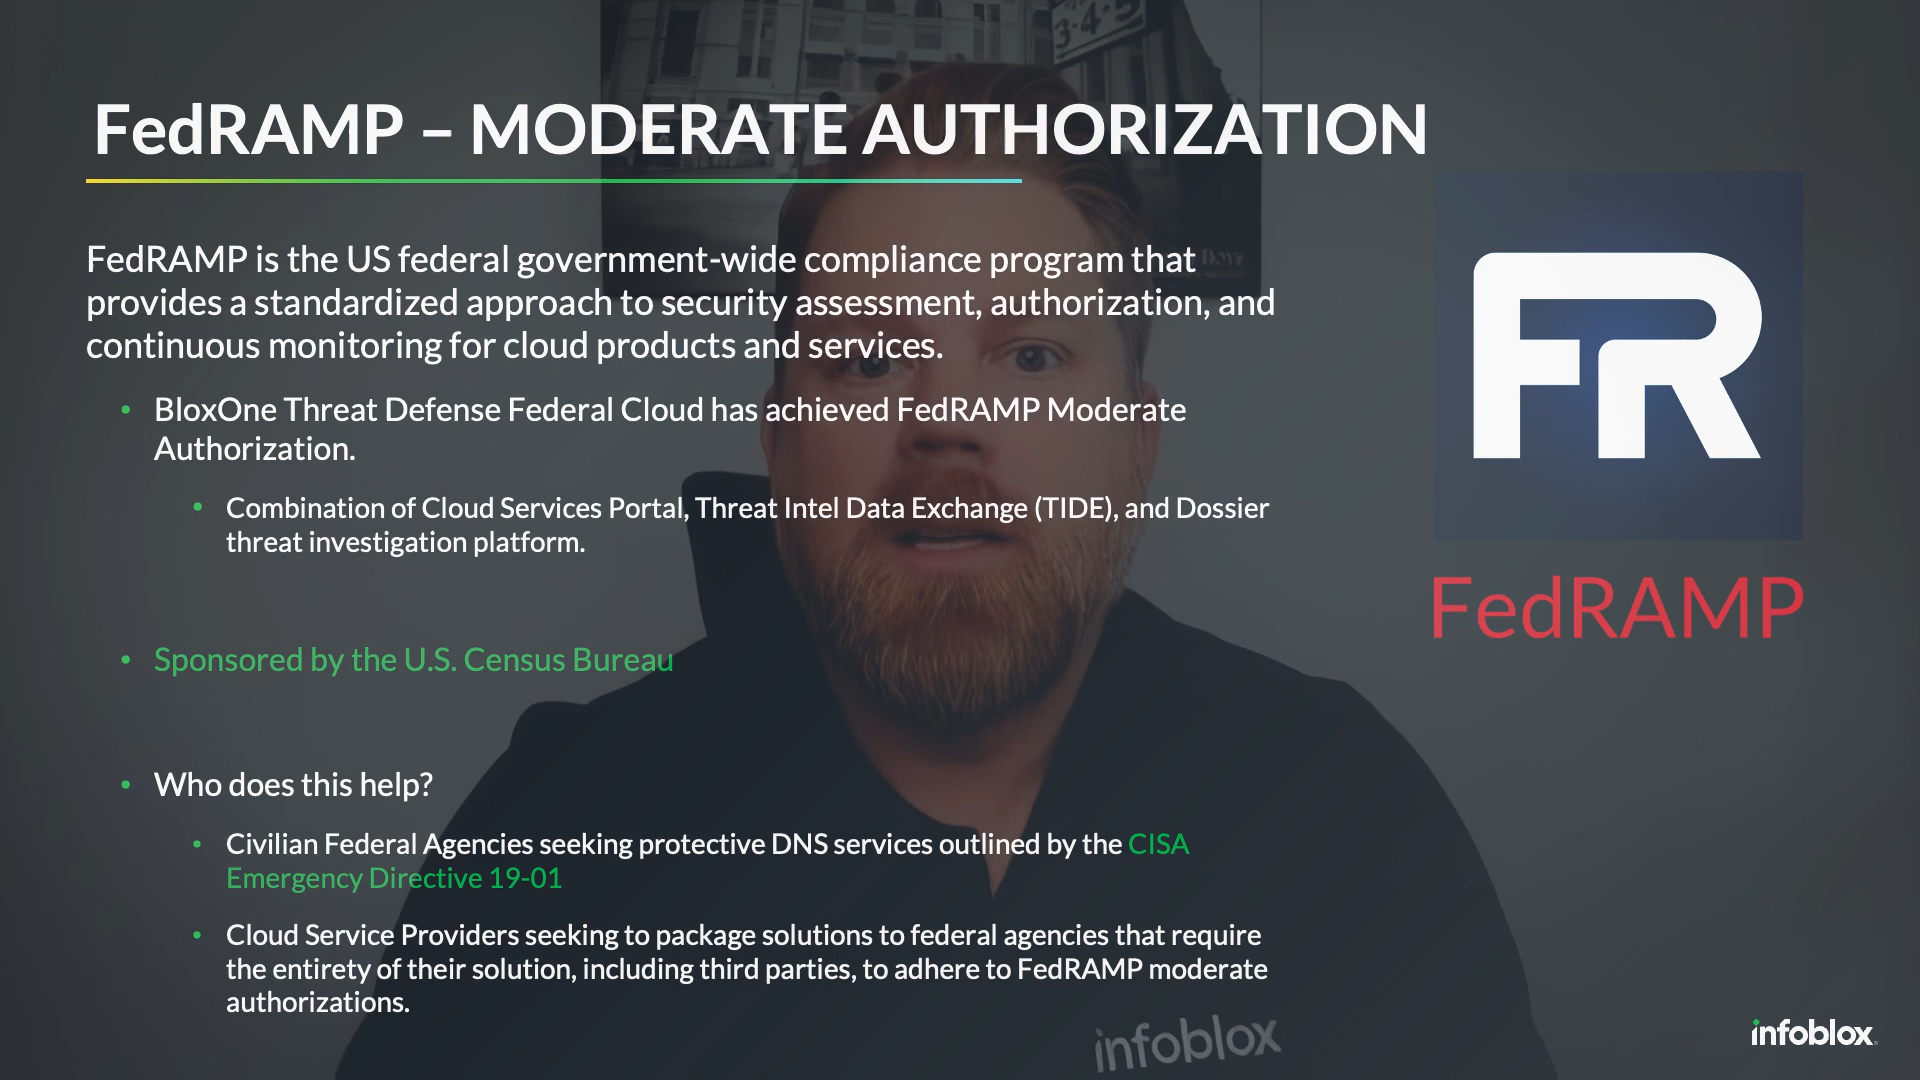 3·4·5
FedRAMP – MODERATE AUTHORIZATION
FedRAMP is the US federal government-wide compliance program that
provides a standardized approach to security assessment, authorization, and
continuous monitoring for cloud products and services.
• BloxOne Threat Defense Federal Cloud has achieved FedRAMP Moderate
Authorization.
• Combination of Cloud Services Portal, Threat Intel Data Exchange (TIDE), and Dossier
threat investigation platform.
• Sponsored by the U.S. Census Bureau
• Who does this help?
• Civilian Federal Agencies seeking protective DNS services outlined by the CISA
Emergency Directive 19-01
• Cloud Service Providers seeking to package solutions to federal agencies that require
the entirety of their solution, including third parties, to adhere to FedRAMP moderate
authorizations.
FR
FedRAMP
infoblox
infoblox